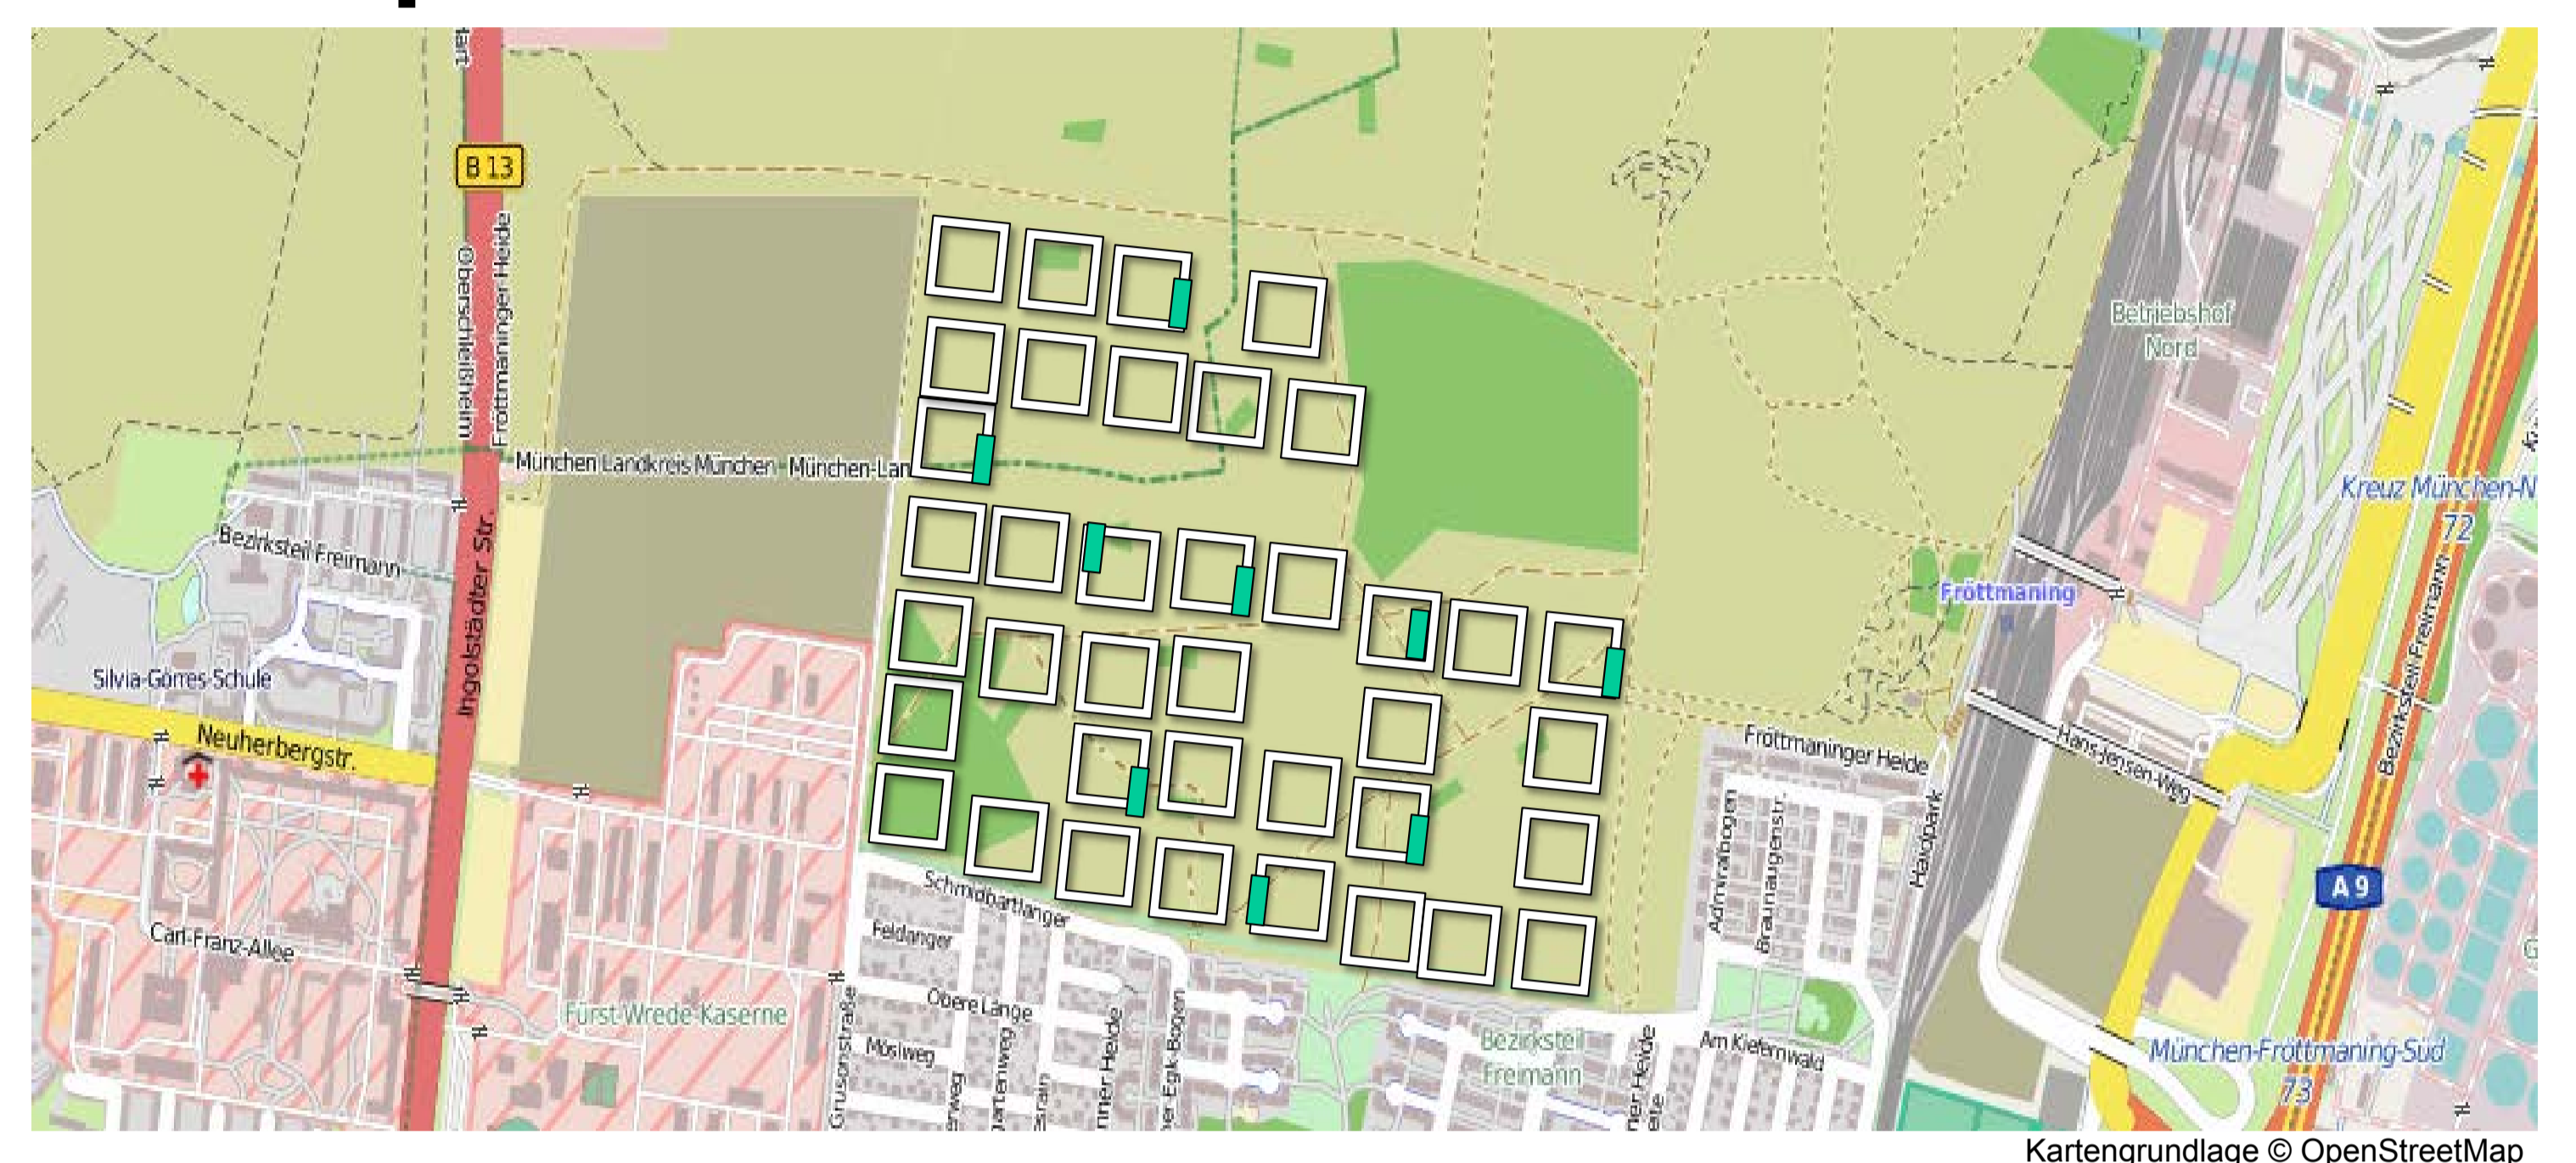 B 13
Oberschleißheim
Fröttmaninger Heide
Betriebshof
Nord
München Landkreis München
München-Lan
Kreuz München-N
72
Bezirksteil Freimann
Ingolstädter Str.
Fröttmaning
Silvia-Görres-Schule
Neuherbergstr.
Hans-Jensen-Weg
Bezirksteil Freimann
Fröttmaninger Heide
Admiralbogen
Braunaugenstr.
Haidpark
A 9
Schmidbartlanger
Carl-Franz-Allee
Feldanger
Fürst Wrede Kaserne
Obere Länge
Grusonstraße
Möslweg
Bezirksteil
Freimann
Am Kiefernwald
München-Fröttmaning-Süd
73
Kartengrundlage © OpenStreetMap